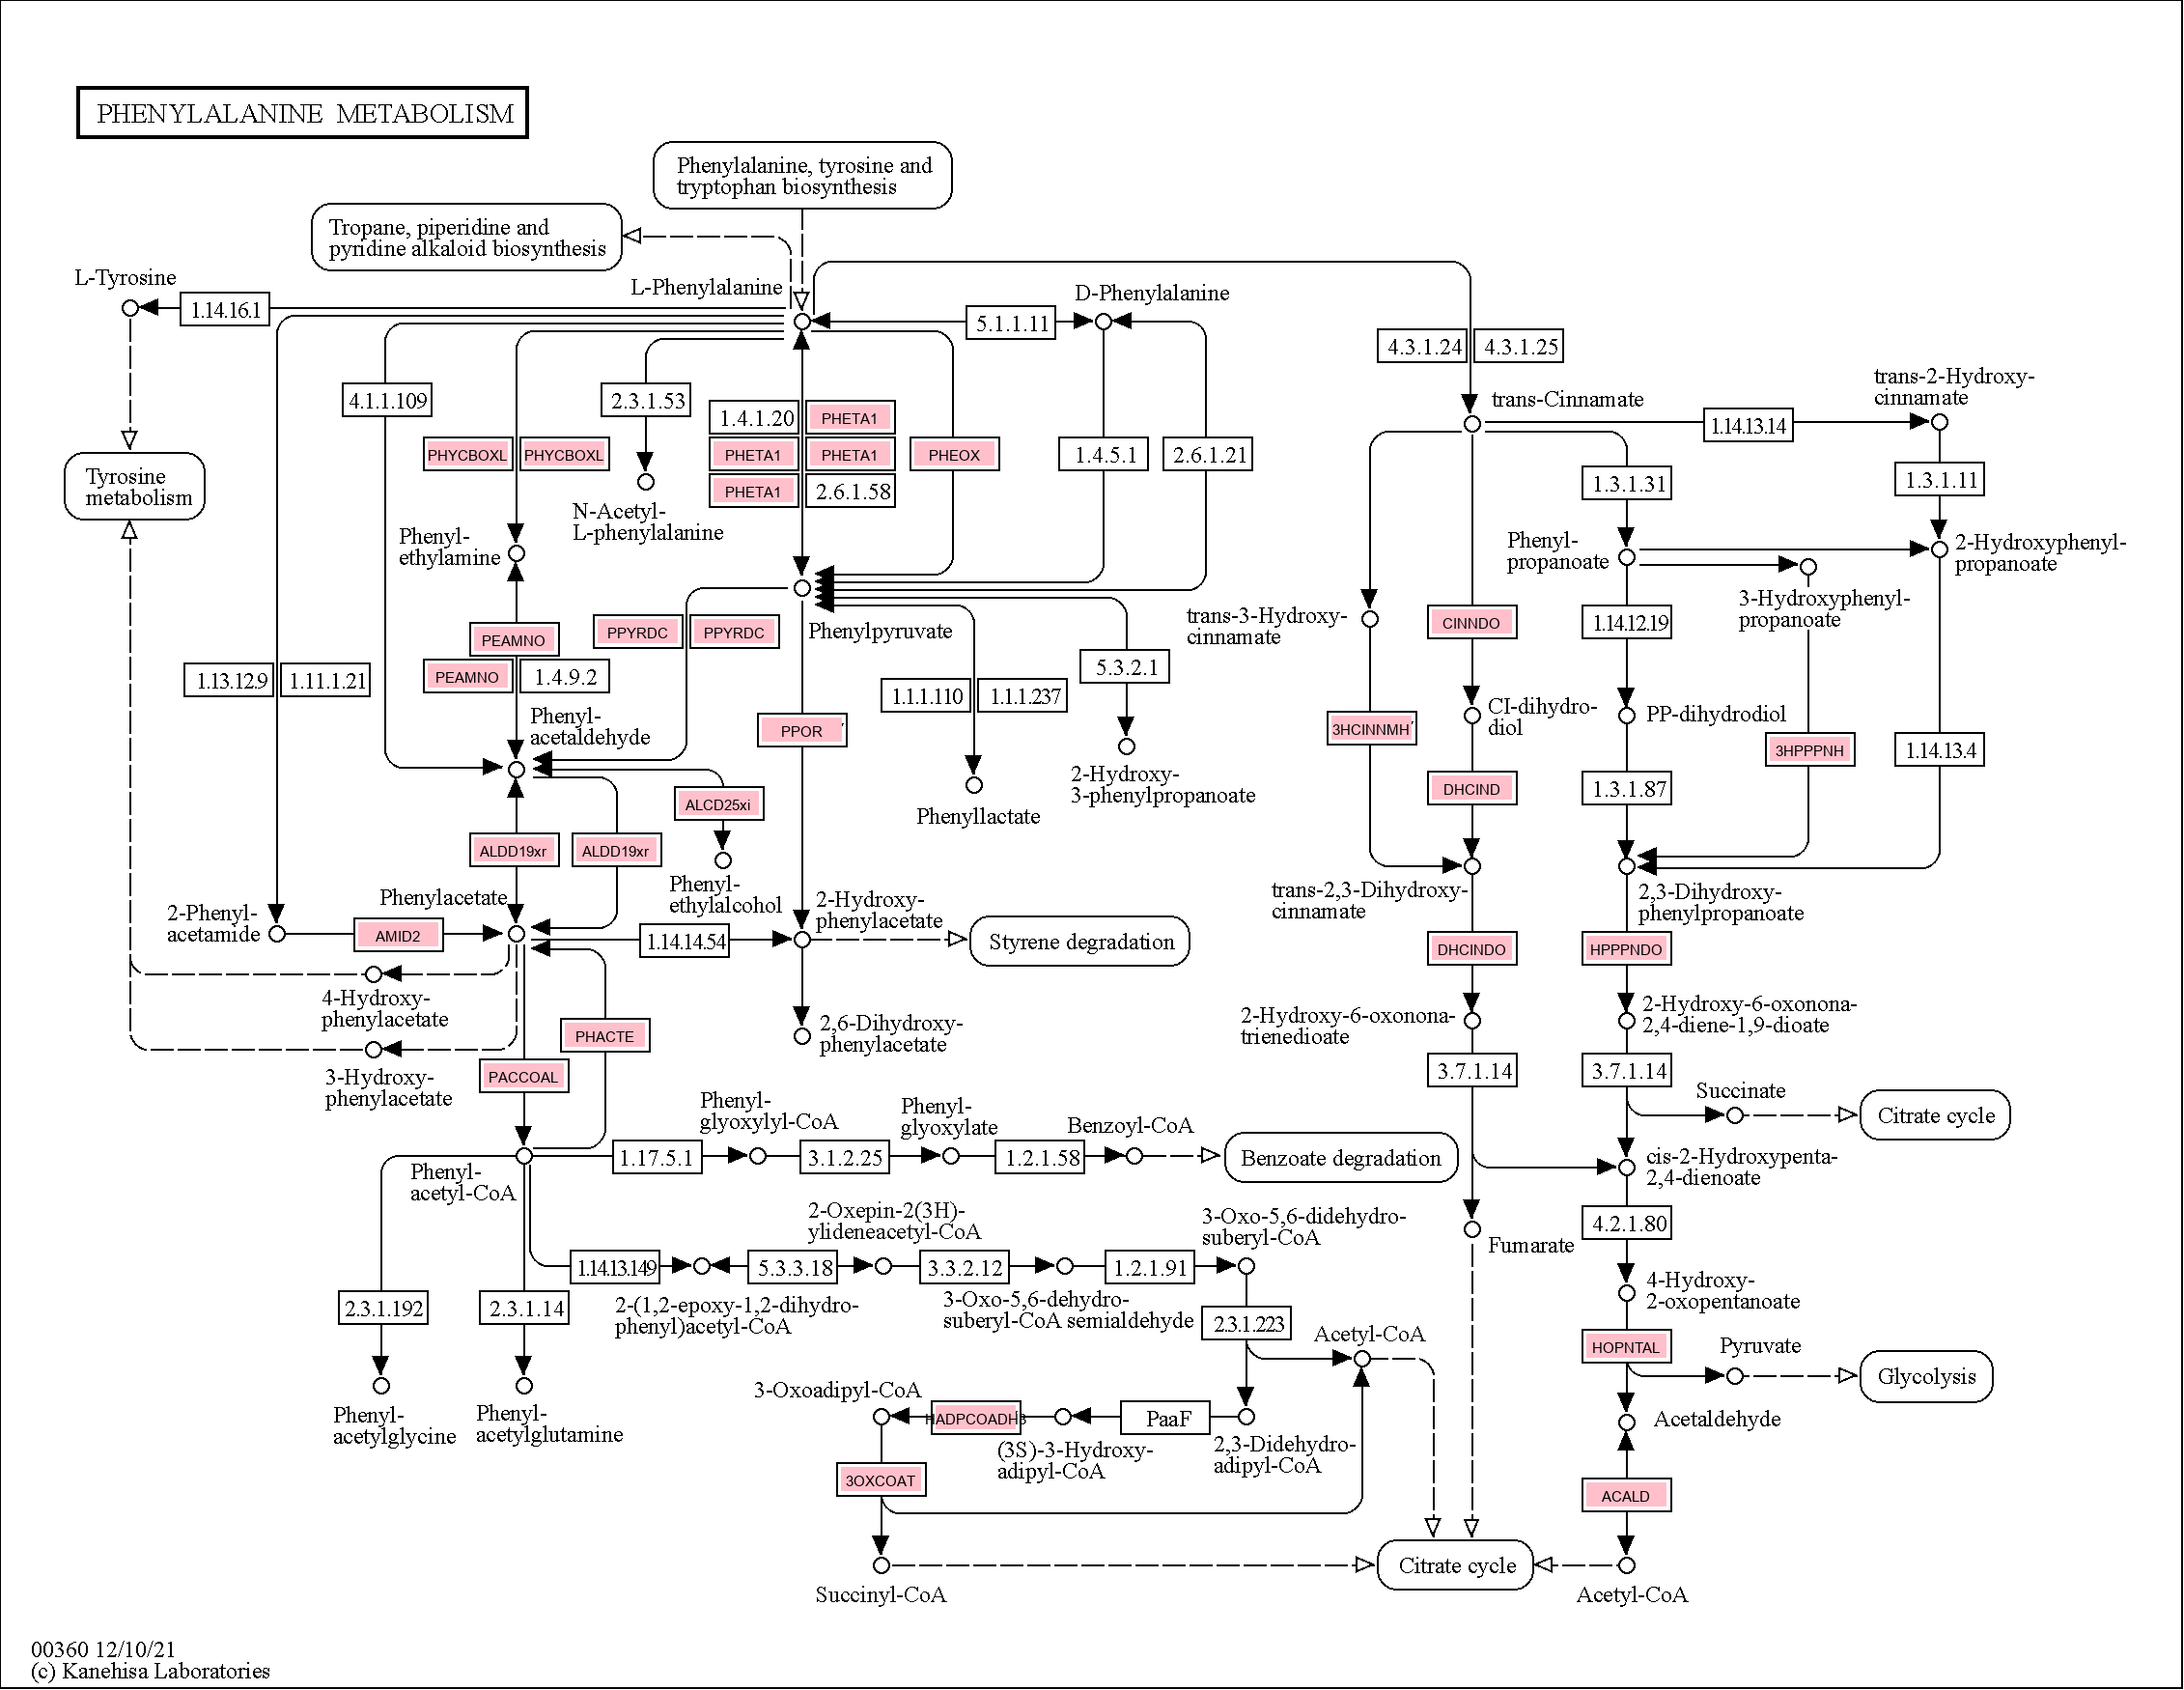 PHENYLALANINE METABOLISM
Phenylalanine, tyrosine and
tryptophan biosynthesis
Tropane, piperidine and
pyridine alkaloid biosynthesis
L-Tyrosine
L-Phenylalanine
D-Phenylalanine
1.14.16.1
5.1.1.11
4.3.1.24
4.3.1.25
trans-2-Hydroxy-
cinnamate
trans-Cinnamate
4.1.1.109
2.3.1.53
1.4.1.20
PHETA1
1.14.13.14
PHYCBOXL
PHYCBOXL
PHETA1
PHETA1
PHEOX
1.4.5.1
2.6.1.21
Tyrosine
metabolism
PHETA1
2.6.1.58
1.3.1.31
1.3.1.11
N-Acetyl-
L-phenylalanine
Phenyl-
ethylamine
Phenyl-
propanoate
2-Hydroxyphenyl-
propanoate
3-Hydroxyphenyl-
propanoate
trans-3-Hydroxy-
cinnamate
PEAMNO
PPYRDC
PPYRDC
Phenylpyruvate
CINNDO
1.14.12.19
1.13.12.9
1.11.1.21
PEAMNO
1.4.9.2
5.3.2.1
1.1.1.110
1.1.1.237
Phenyl-
acetaldehyde
PPOR
CI-dihydro-
diol
PP-dihydrodiol
3HCINNMH
3HPPPNH
1.14.13.4
2-Hydroxy-
3-phenylpropanoate
ALCD25xi
Phenyllactate
DHCIND
1.3.1.87
ALDD19xr
ALDD19xr
Phenyl-
ethylalcohol
Phenylacetate
2-Phenyl-
acetamide
AMID2
1.14.14.54
2-Hydroxy-
phenylacetate
Styrene degradation
trans-2,3-Dihydroxy-
cinnamate
2,3-Dihydroxy-
phenylpropanoate
DHCINDO
HPPPNDO
4-Hydroxy-
phenylacetate
2,6-Dihydroxy-
phenylacetate
2-Hydroxy-6-oxonona-
trienedioate
2-Hydroxy-6-oxonona-
2,4-diene-1,9-dioate
PHACTE
3-Hydroxy-
phenylacetate
PACCOAL
3.7.1.14
3.7.1.14
Succinate
Citrate cycle
Phenyl-
glyoxylyl-CoA
Phenyl-
glyoxylate
Benzoyl-CoA
1.17.5.1
3.1.2.25
1.2.1.58
Benzoate degradation
Phenyl-
acetyl-CoA
cis-2-Hydroxypenta-
2,4-dienoate
2-Oxepin-2(3H)-
ylideneacetyl-CoA
3-Oxo-5,6-didehydro-
suberyl-CoA
4.2.1.80
Fumarate
1.14.13.149
5.3.3.18
3.3.2.12
1.2.1.91
2.3.1.192
2.3.1.14
2-(1,2-epoxy-1,2-dihydro-
phenyl)acetyl-CoA
3-Oxo-5,6-dehydro-
suberyl-CoA semialdehyde
4-Hydroxy-
2-oxopentanoate
2.3.1.223
Acetyl-CoA
HOPNTAL
Pyruvate
Glycolysis
3-Oxoadipyl-CoA
HADPCOADH3
PaaF
Phenyl-
acetylglycine
Phenyl-
acetylglutamine
(3S)-3-Hydroxy-
adipyl-CoA
2,3-Didehydro-
adipyl-CoA
Acetaldehyde
3OXCOAT
ACALD
Citrate cycle
Succinyl-CoA
Acetyl-CoA
00360 12/10/21
(c) Kanehisa Laboratories